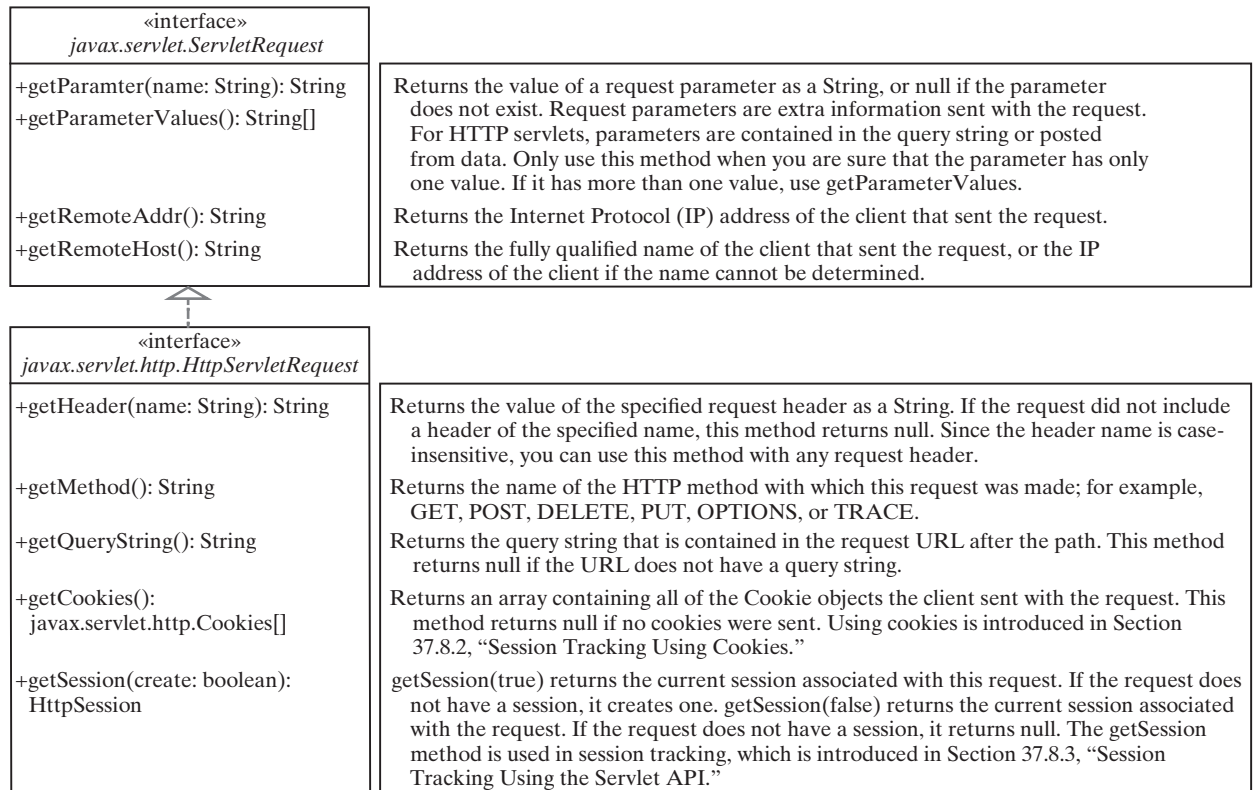 «interface»
javax.servlet.ServletRequest
+getParamter(name: String): String
+getParameterValues(): String[]
Returns the value of a request parameter as a String, or null if the parameter
does not exist. Request parameters are extra information sent with the request.
For HTTP servlets, parameters are contained in the query string or posted
from data. Only use this method when you are sure that the parameter has only
one value. If it has more than one value, use getParameterValues.
+getRemoteAddr(): String
Returns the Internet Protocol (IP) address of the client that sent the request.
+getRemoteHost(): String
Returns the fully qualified name of the client that sent the request, or the IP
address of the client if the name cannot be determined.
«interface»
javax.servlet.http.HttpServletRequest
+getHeader(name: String): String
Returns the value of the specified request header as a String. If the request did not include
a header of the specified name, this method returns null. Since the header name is case-
insensitive, you can use this method with any request header.
+getMethod(): String
Returns the name of the HTTP method with which this request was made; for example,
GET, POST, DELETE, PUT, OPTIONS, or TRACE.
+getQueryString(): String
Returns the query string that is contained in the request URL after the path. This method
returns null if the URL does not have a query string.
+getCookies():
javax.servlet.http.Cookies[]
Returns an array containing all of the Cookie objects the client sent with the request. This
method returns null if no cookies were sent. Using cookies is introduced in Section
37.8.2, “Session Tracking Using Cookies.”
+getSession(create: boolean):
HttpSession
getSession(true) returns the current session associated with this request. If the request does
not have a session, it creates one. getSession(false) returns the current session associated
with the request. If the request does not have a session, it returns null. The getSession
method is used in session tracking, which is introduced in Section 37.8.3, “Session
Tracking Using the Servlet API.”